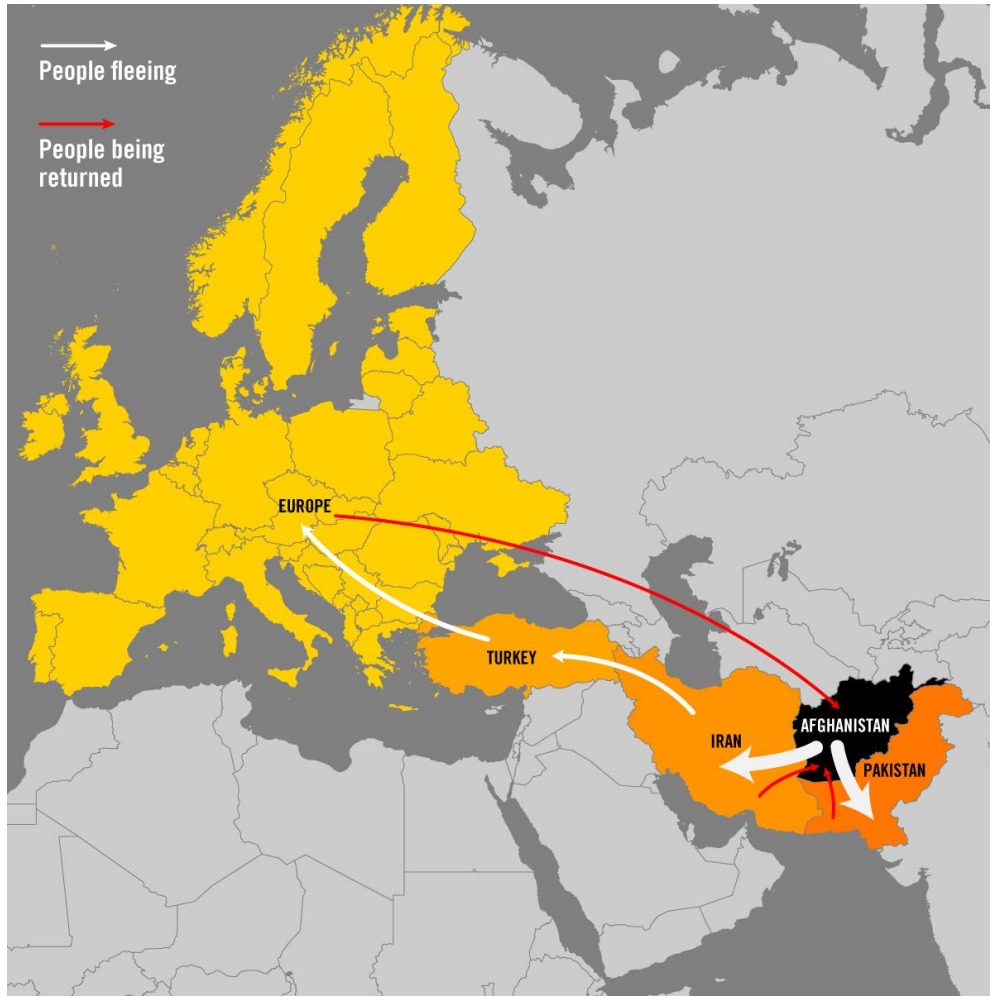 People fleeing
People being
returned
EUROPE
TURKEY
IRAN
AFGHANISTAN
PAKISTAN